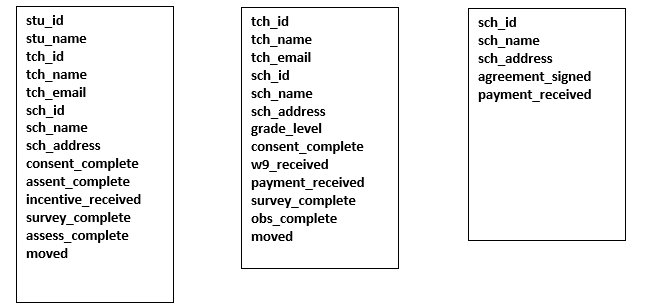 stu_id
stu_name
tch_id
tch_name
tch_email
sch_id
sch_name
sch_address
consent_complete
assent_complete
incentive_received
survey_complete
assess_complete
moved
tch_id
tch_name
tch_email
sch_id
sch_name
sch_address
grade_level
consent_complete
w9_received
payment_received
survey_complete
obs_complete
moved
sch_id
sch_name
sch_address
agreement_signed
payment_received